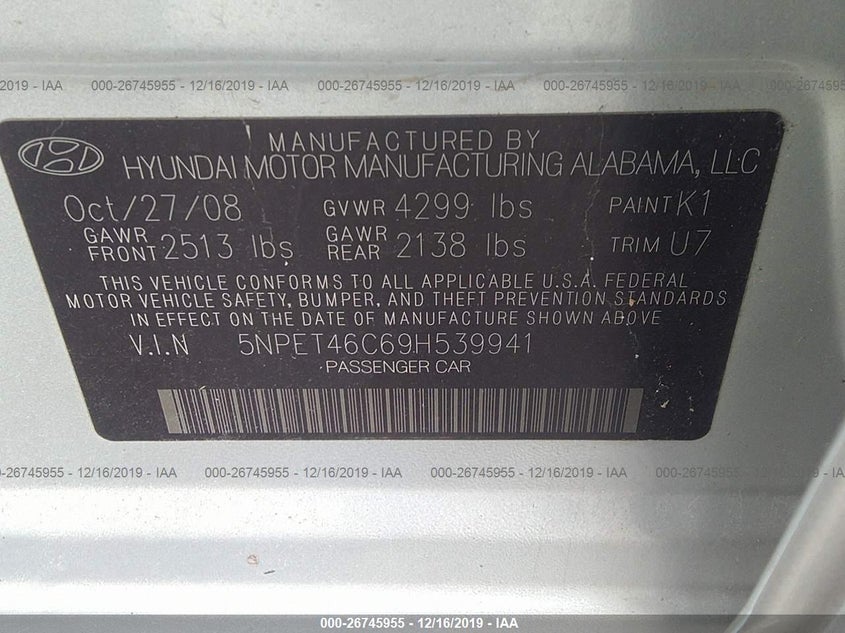 2/16/2019 - IAA
000-26745955 - 12/16/2019 - IAA
000-26745955 - 12/16/2019 - IAA
000-26745955 - 12/16/2019 - IAA
MANUFACTURED BY
HYUNDAI MOTOR MANUFACTURING ALABAMA, LLC
Oct/27/08 GVWR 4299 lbs PAINT K1
GAWR FRONT 2513 lbs GAWR REAR 2138 lbs TRIM U7
THIS VEHICLE CONFORMS TO ALL APPLICABLE U.S.A. FEDERAL
MOTOR VEHICLE SAFETY, BUMPER, AND THEFT PREVENTION STANDARDS
IN EFFECT ON THE DATE OF MANUFACTURE SHOWN ABOVE
V.I.N 5NPET46C69H539941
PASSENGER CAR
000-26745955 - 12/16/2019 - IAA
000-26745955 - 12/16/2019 - IAA
000-26745955 - 12/16/2019 - IAA
000-26745955 - 12/16/2019 - IAA